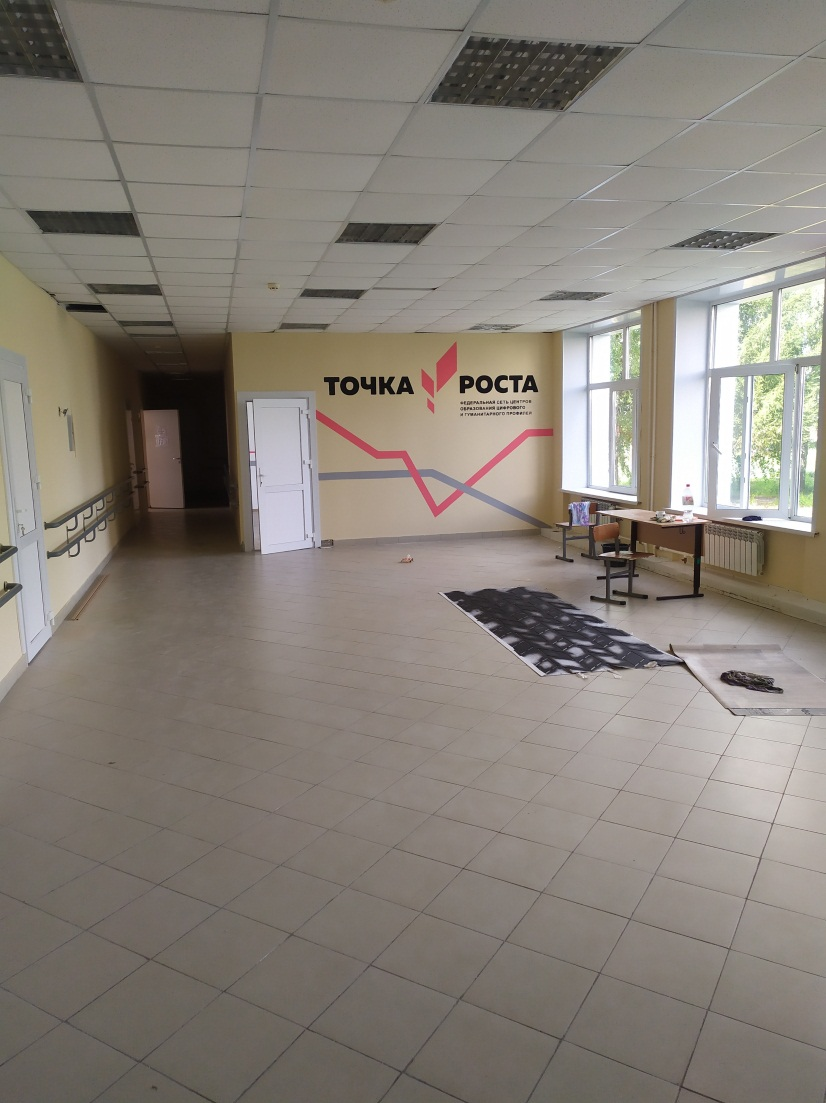 ТОЧКА РОСТА
ФЕДЕРАЛЬНАЯ СЕТЬ ЦЕНТРОВ
ОБРАЗОВАНИЯ ЦИФРОВОГО
И ГУМАНИТАРНОГО ПРОФИЛЕЙ